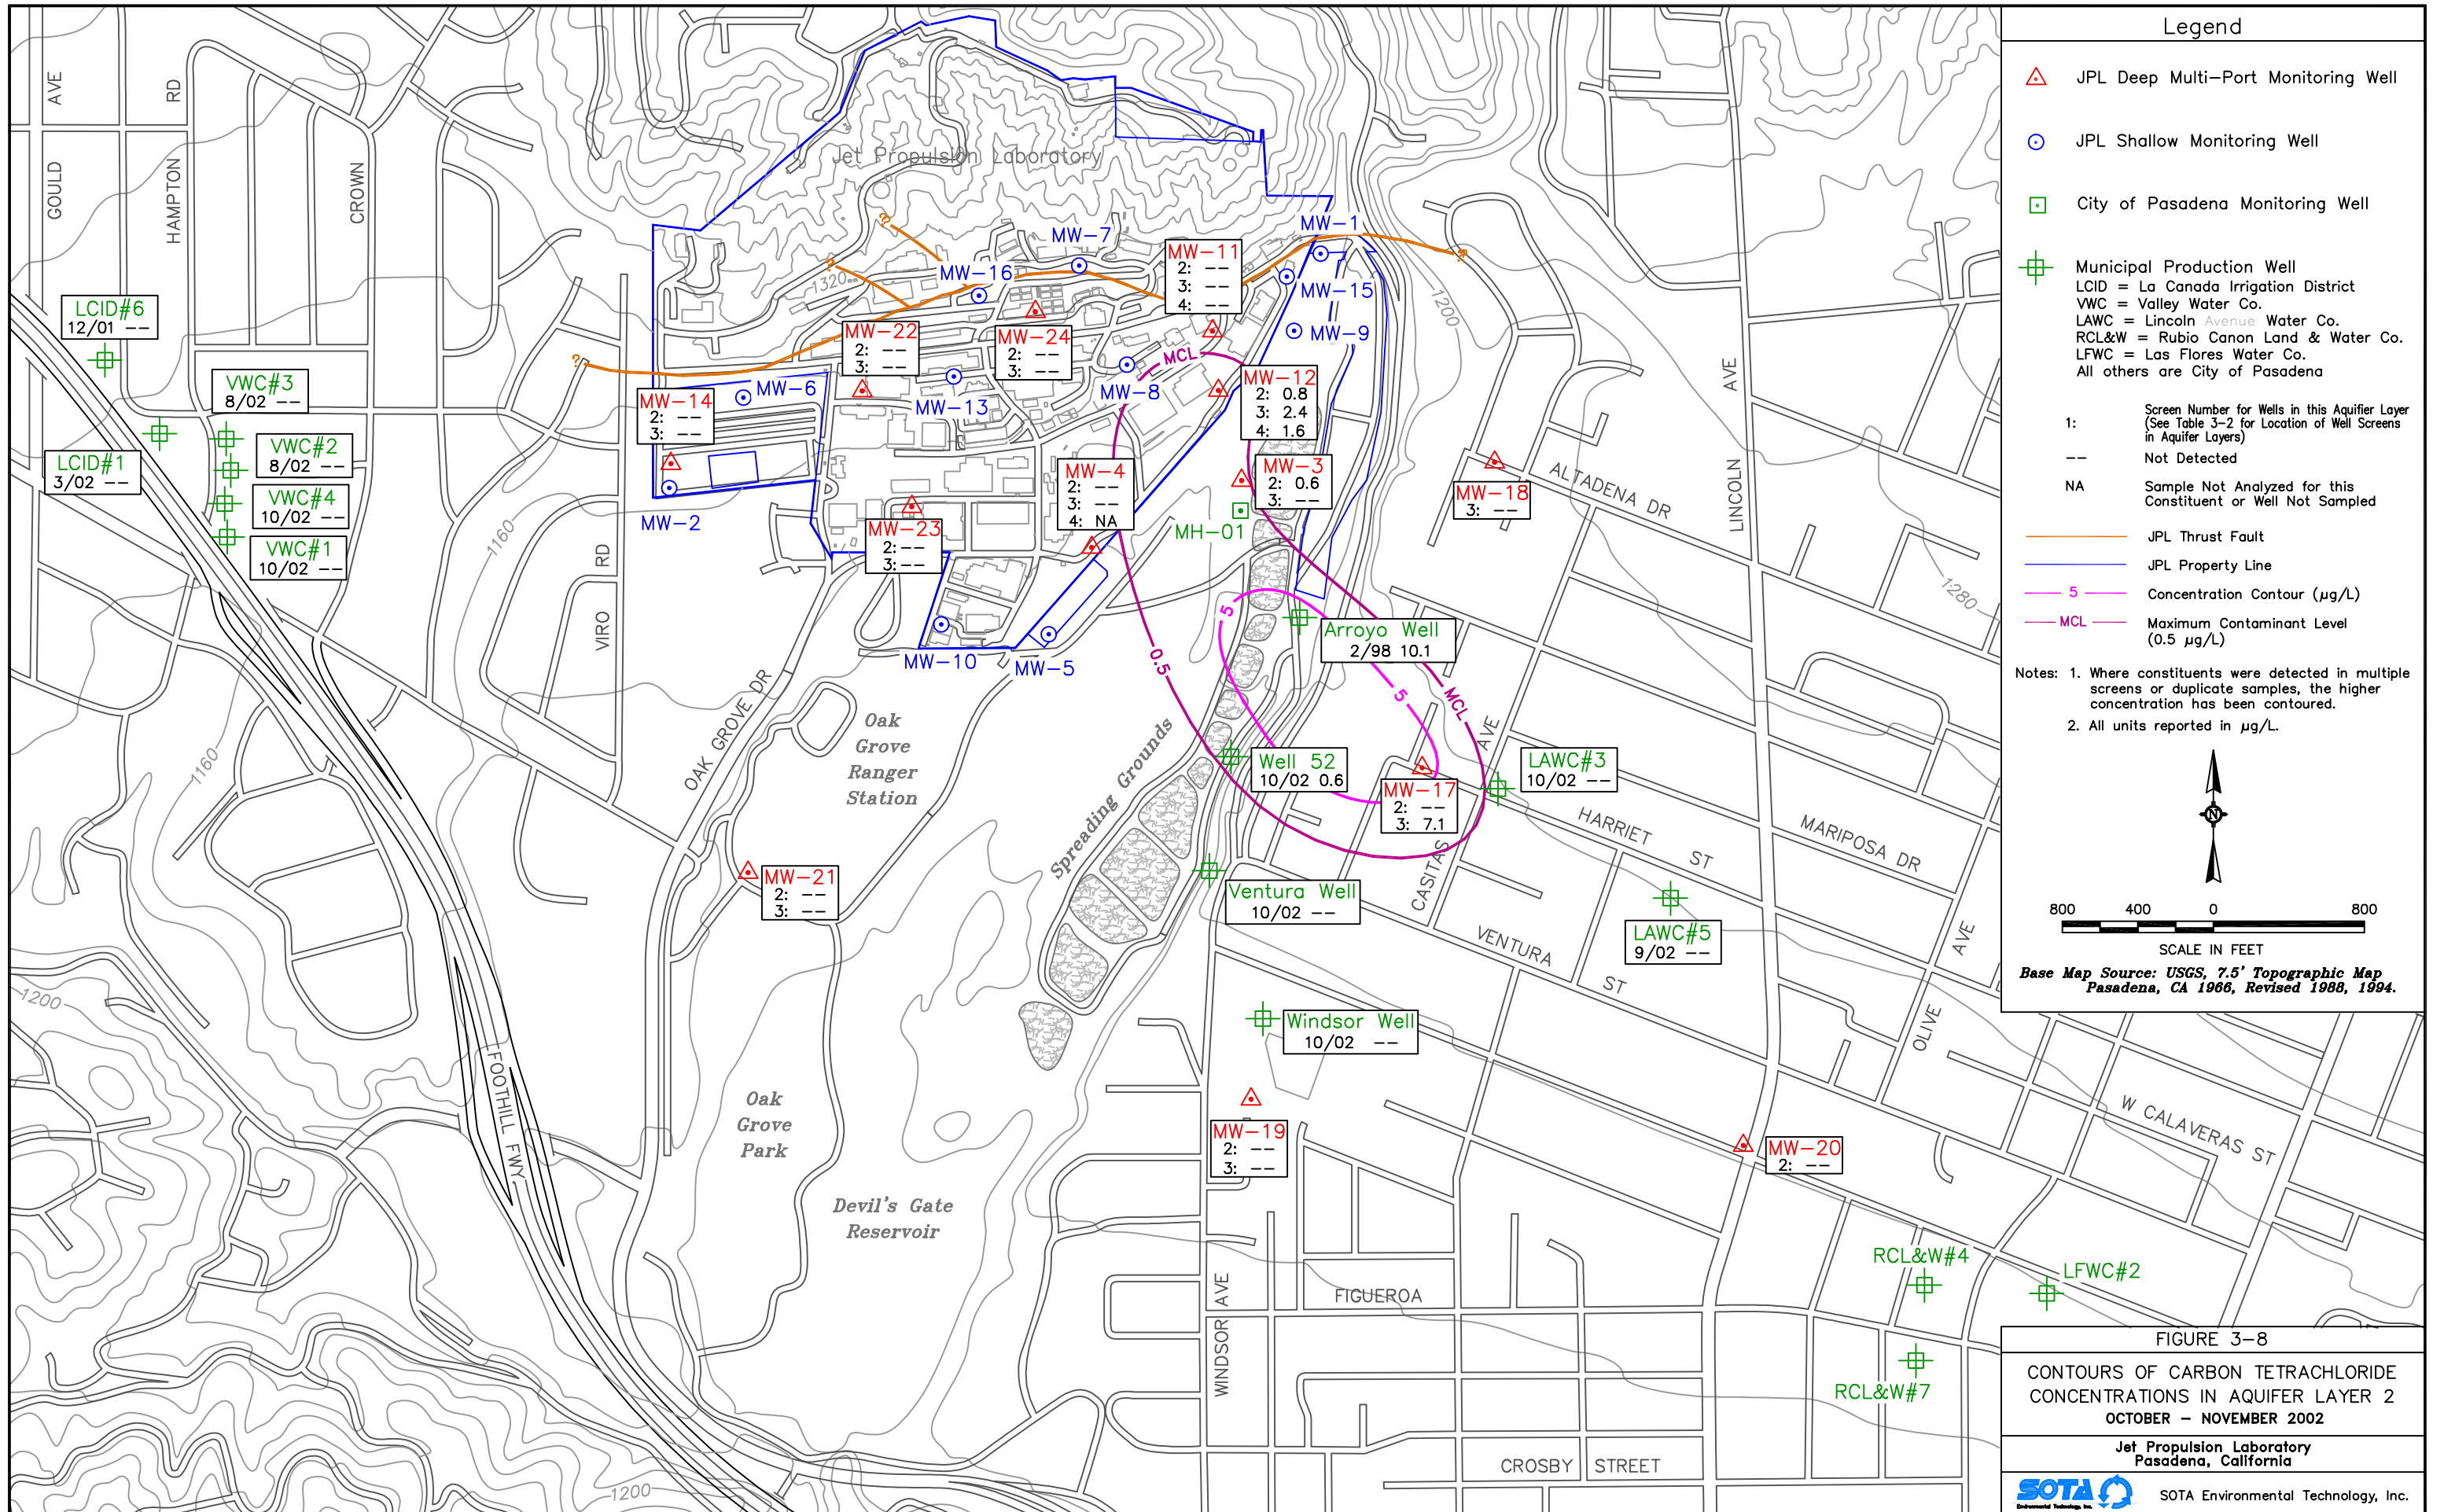 Legend
JPL Deep Multi-Port Monitoring Well
JPL Shallow Monitoring Well
City of Pasadena Monitoring Well
Municipal Production Well
LCID = La Canada Irrigation District
VWC = Valley Water Co.
LAWC = Lincoln Avenue Water Co.
RCL&W = Rubio Canon Land & Water Co.
LFWC = Las Flores Water Co.
All others are City of Pasadena
1: Screen Number for Wells in this Aquifier Layer
(See Table 3-2 for Location of Well Screens
in Aquifer Layers)
-- Not Detected
NA Sample Not Analyzed for this
Constituent or Well Not Sampled
JPL Thrust Fault
JPL Property Line
5 Concentration Contour (µg/L)
MCL Maximum Contaminant Level
(0.5 µg/L)
Notes: 1. Where constituents were detected in multiple
screens or duplicate samples, the higher
concentration has been contoured.
2. All units reported in µg/L.
N
800 400 0 800
SCALE IN FEET
Base Map Source: USGS, 7.5' Topographic Map
Pasadena, CA 1966, Revised 1988, 1994.
FIGURE 3-8
CONTOURS OF CARBON TETRACHLORIDE
CONCENTRATIONS IN AQUIFER LAYER 2
OCTOBER - NOVEMBER 2002
Jet Propulsion Laboratory
Pasadena, California
SOTA
Environmental Technology, Inc.
SOTA Environmental Technology, Inc.
GOULD AVE
HAMPTON RD
CROWN
Jet Propulsion Laboratory
LCID#6
12/01 --
VWC#3
8/02 --
VWC#2
8/02 --
LCID#1
3/02 --
VWC#4
10/02 --
VWC#1
10/02 --
?
?
?
?
1320
MW-7
MW-1
MW-16
MW-11
2: --
3: --
4: --
MW-15
MW-9
1200
MW-22
2: --
3: --
MW-24
2: --
3: --
MCL
MW-8
MW-6
MW-13
MW-14
2: --
3: --
MW-12
2: 0.8
3: 2.4
4: 1.6
MW-4
2: --
3: --
4: NA
MW-3
2: 0.6
3: --
MW-18
3: --
ALTADENA DR
LINCOLN AVE
MW-2
MW-23
2:--
3:--
MH-01
1160
VIRO RD
1280
5
Arroyo Well
2/98 10.1
MW-10
MW-5
0.5
5
MCL
OAK GROVE DR
Oak
Grove
Ranger
Station
Spreading Grounds
1160
Well 52
10/02 0.6
MW-17
2: --
3: 7.1
LAWC#3
10/02 --
CASITAS AVE
HARRIET ST
MARIPOSA DR
MW-21
2: --
3: --
Ventura Well
10/02 --
LAWC#5
9/02 --
VENTURA ST
OLIVE AVE
1200
FOOTHILL FWY
Windsor Well
10/02 --
Oak
Grove
Park
MW-19
2: --
3: --
MW-20
2: --
W CALAVERAS ST
Devil's Gate
Reservoir
RCL&W#4
LFWC#2
WINDSOR AVE
FIGUEROA
RCL&W#7
CROSBY STREET
1200